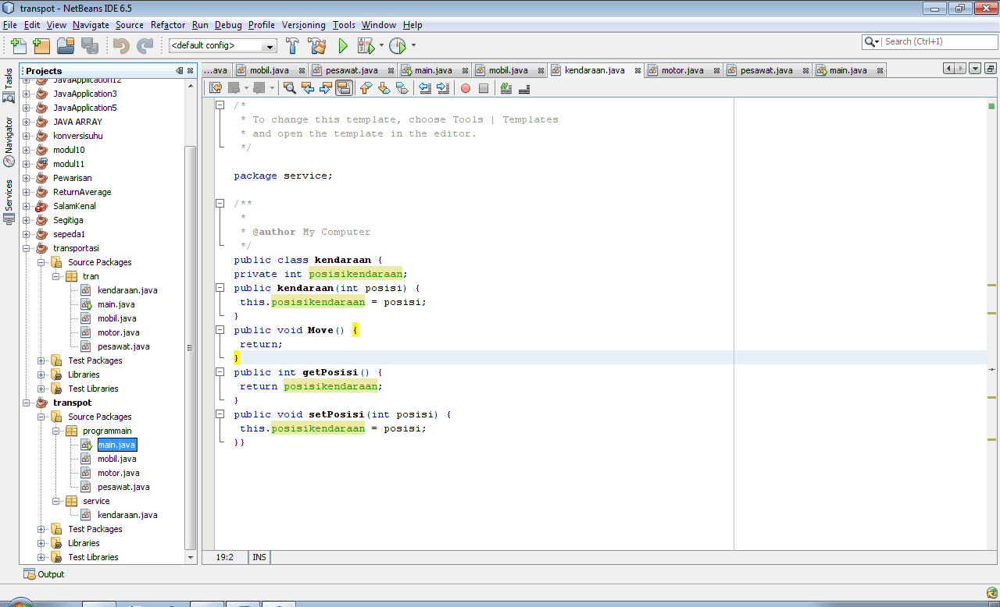 transpot - NetBeans IDE 6.5
File Edit View Navigate Source Refactor Run Debug Profile Versioning Tools Window Help
<default config>
Search (Ctrl+I)
Tasks
Navigator
Services
Projects
JavaApplication12
JavaApplication3
JavaApplication5
JAVA ARRAY
konversisuhu
modul10
modul11
Pewarisan
ReturnAverage
SalamKenal
Segitiga
sepeda1
transportasi
Source Packages
tran
kendaraan.java
main.java
mobil.java
motor.java
pesawat.java
Test Packages
Libraries
Test Libraries
transpot
Source Packages
programmain
main.java
mobil.java
motor.java
pesawat.java
service
kendaraan.java
Test Packages
Libraries
Test Libraries
...ava mobil.java pesawat.java main.java mobil.java kendaraan.java motor.java pesawat.java main.java
/*
 * To change this template, choose Tools | Templates
 * and open the template in the editor.
 */
package service;
/**
 *
 * @author My Computer
 */
public class kendaraan {
private int posisikendaraan;
public kendaraan(int posisi) {
 this.posisikendaraan = posisi;
}
public void Move() {
 return;
}
public int getPosisi() {
 return posisikendaraan;
}
public void setPosisi(int posisi) {
 this.posisikendaraan = posisi;
}}
19:2 INS
Output